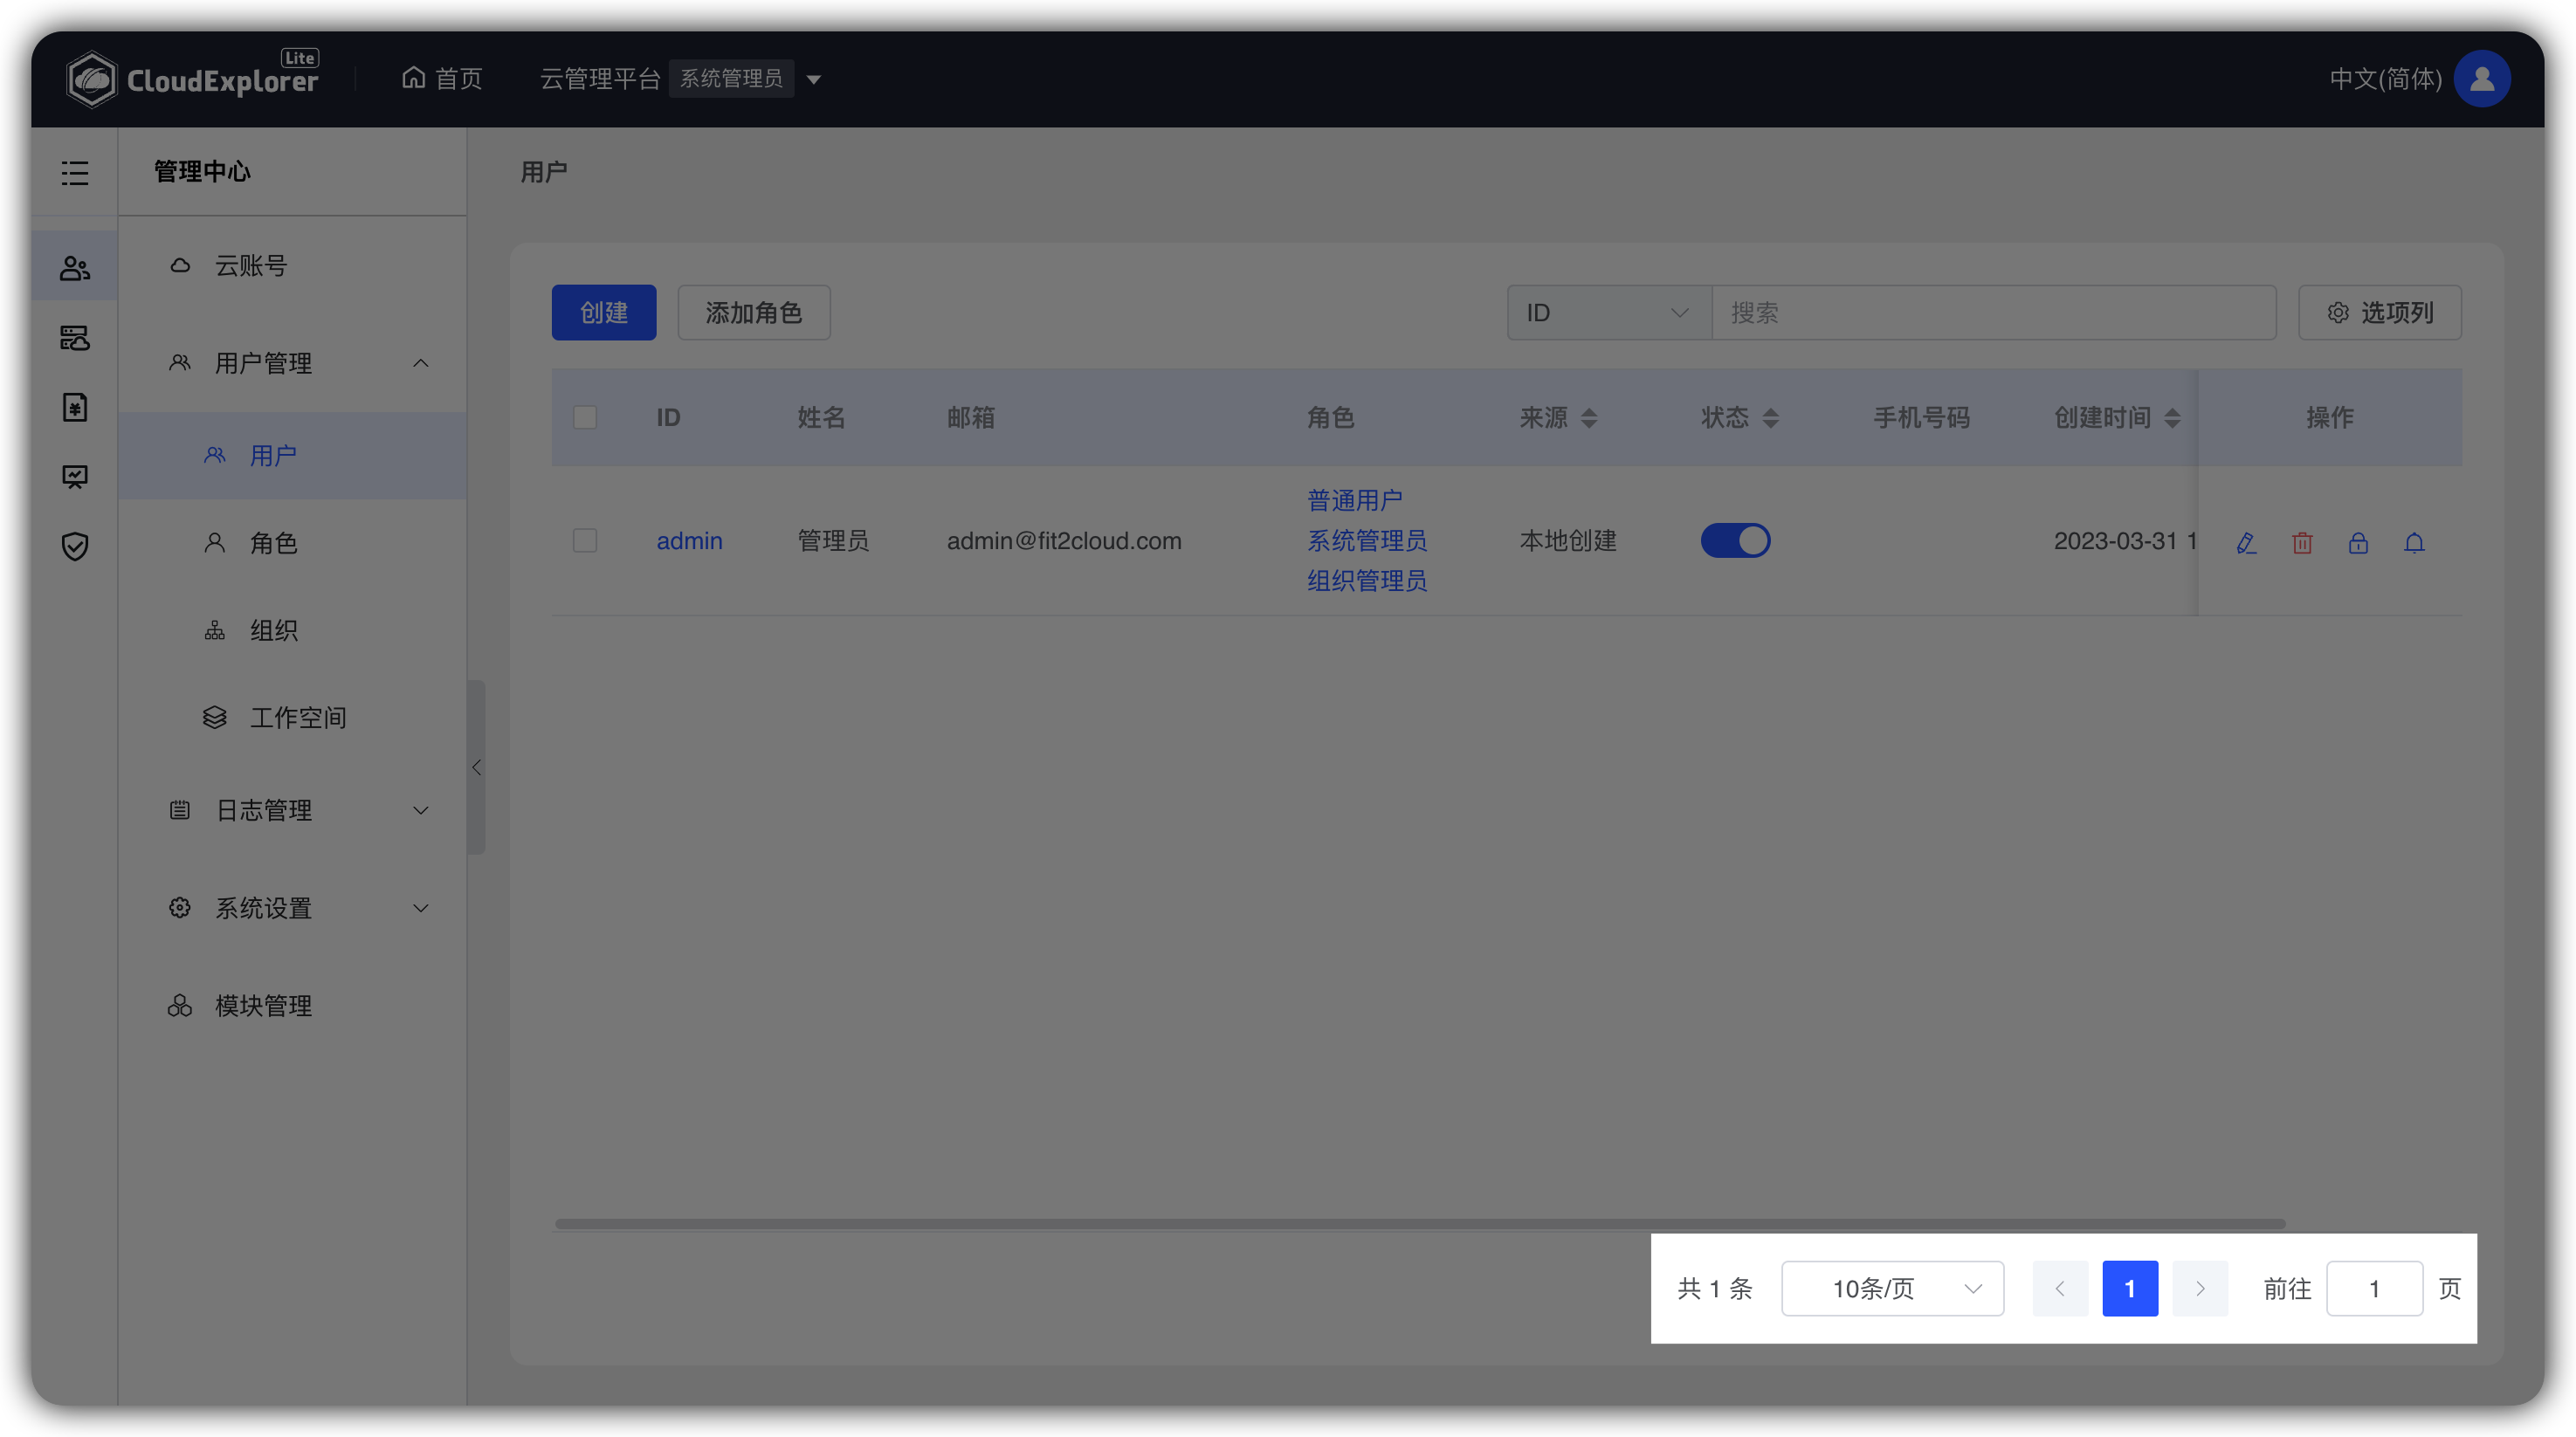 CloudExplorer Lite
首页
云管理平台 系统管理员
中文(简体)
管理中心
云账号
用户管理
用户
角色
组织
工作空间
日志管理
系统设置
模块管理
用户
创建 添加角色 ID 搜索 选项列
ID 姓名 邮箱 角色 来源 状态 手机号码 创建时间 操作
admin 管理员 admin@fit2cloud.com 普通用户 本地创建 2023-03-31 1
系统管理员
组织管理员
共 1 条 10条/页 1 前往 1 页